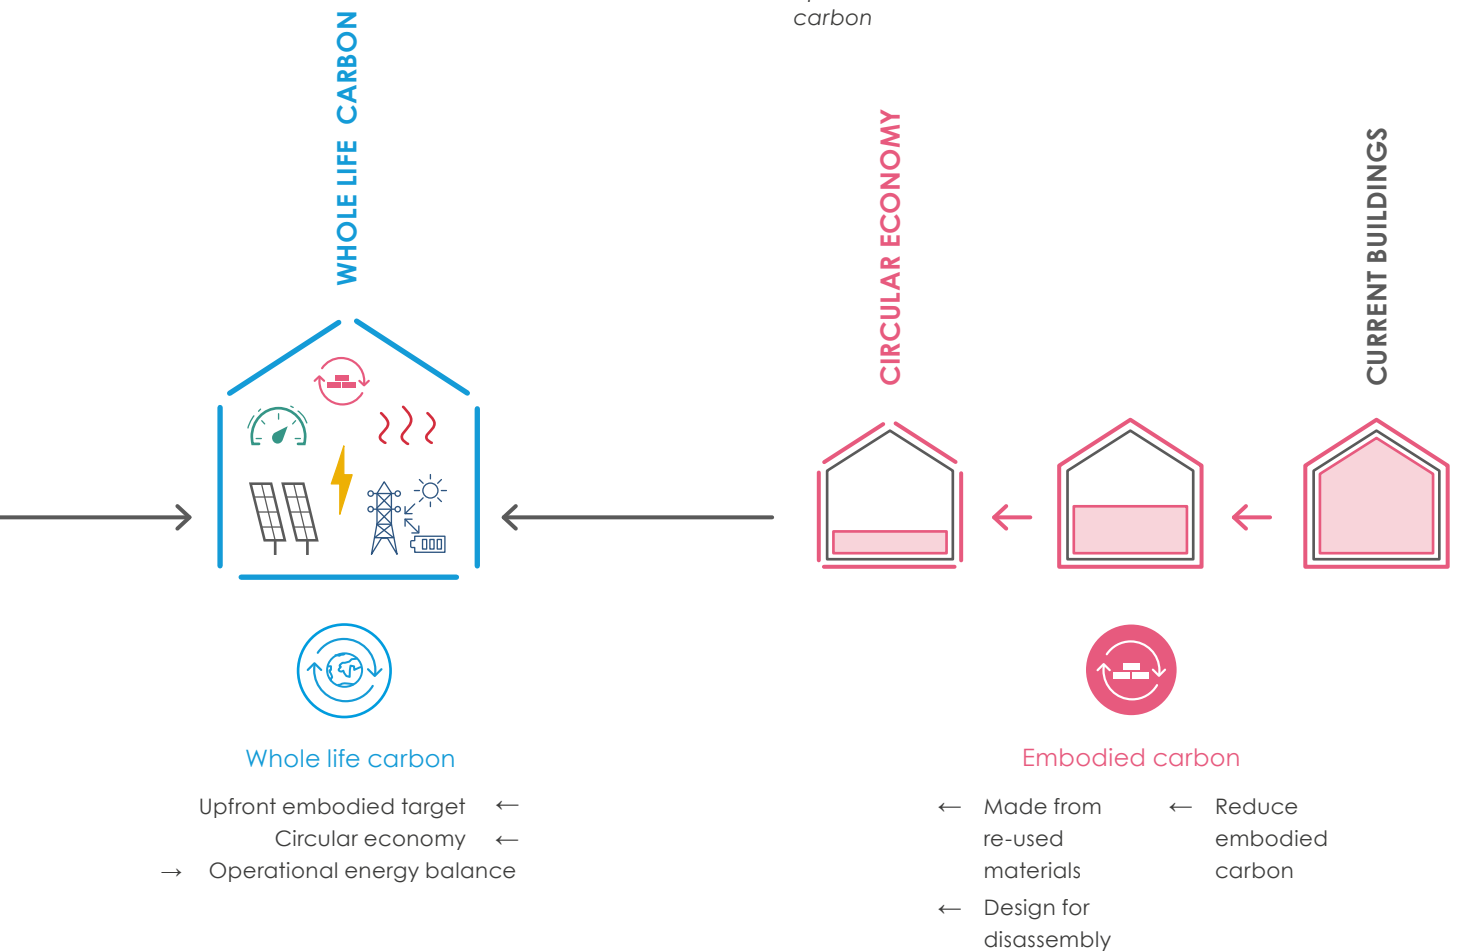 carbon
WHOLE LIFE CARBON
CIRCULAR ECONOMY
CURRENT BUILDINGS
Whole life carbon
Upfront embodied target ←
Circular economy ←
→ Operational energy balance
Embodied carbon
← Made from
re-used
materials
← Design for
disassembly
← Reduce
embodied
carbon